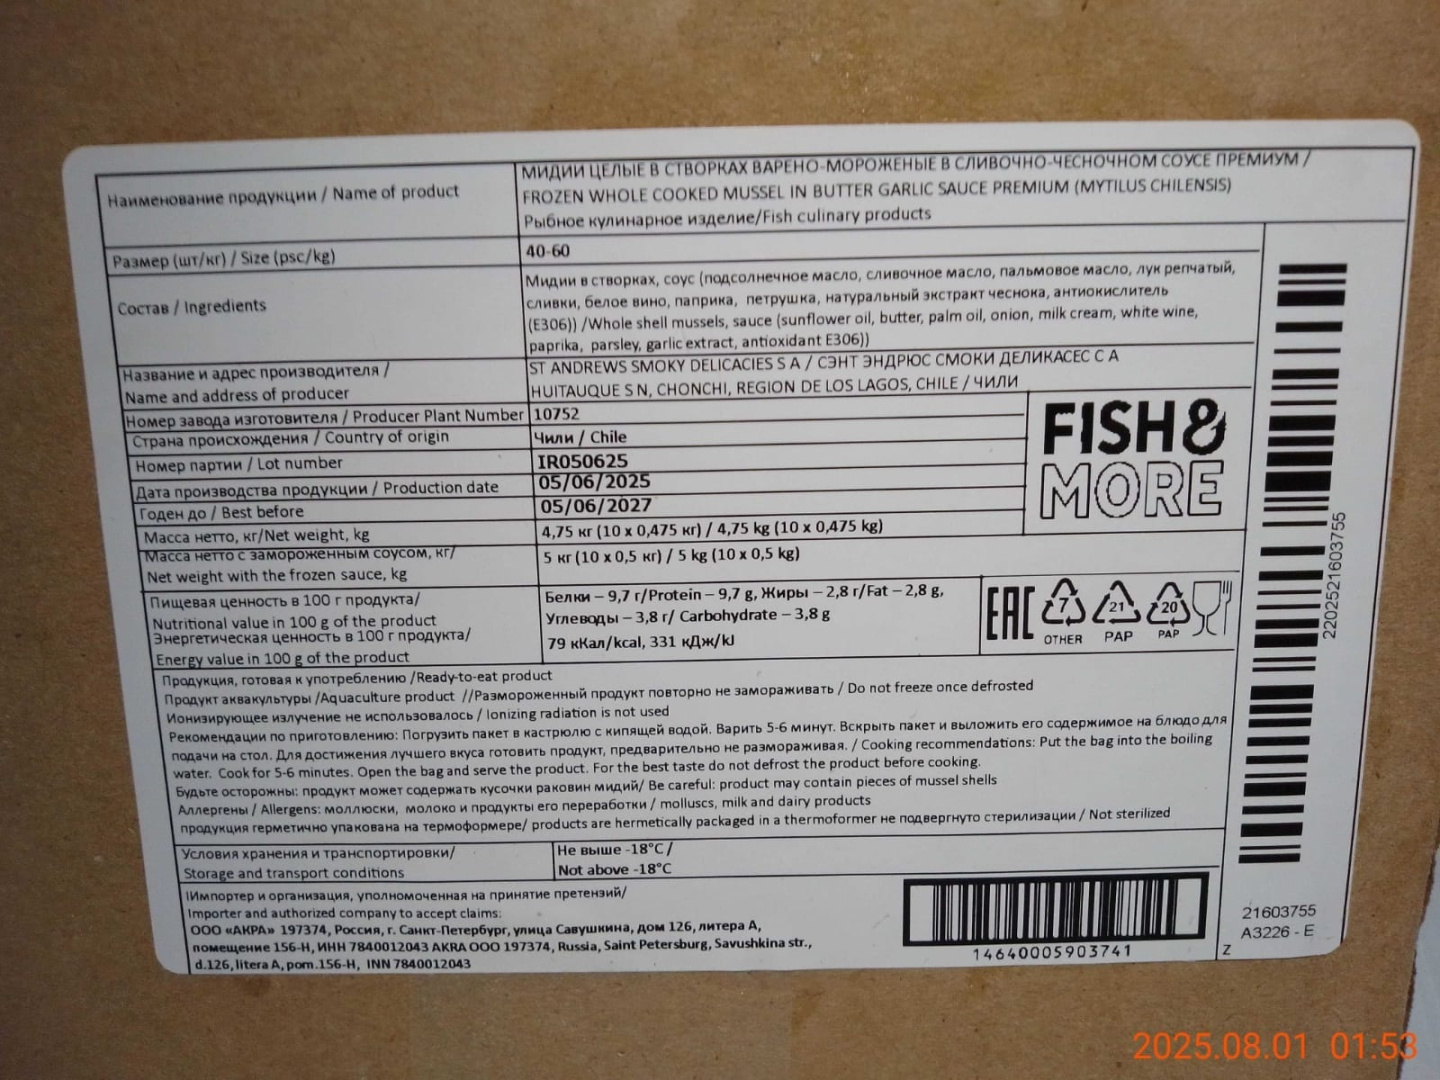 Наименование продукции / Name of product
МИДИИ ЦЕЛЫЕ В СТВОРКАХ ВАРЕНО-МОРОЖЕНЫЕ В СЛИВОЧНО-ЧЕСНОЧНОМ СОУСЕ ПРЕМИУМ /
FROZEN WHOLE COOKED MUSSEL IN BUTTER GARLIC SAUCE PREMIUM (MYTILUS CHILENSIS)
Рыбное кулинарное изделие/Fish culinary products
Размер (шт/кг) / Size (psc/kg)
40-60
Состав / Ingredients
Мидии в створках, соус (подсолнечное масло, сливочное масло, пальмовое масло, лук репчатый,
сливки, белое вино, паприка, петрушка, натуральный экстракт чеснока, антиокислитель
(Е306)) /Whole shell mussels, sauce (sunflower oil, butter, palm oil, onion, milk cream, white wine,
paprika, parsley, garlic extract, antioxidant E306))
Название и адрес производителя /
Name and address of producer
ST ANDREWS SMOKY DELICACIES S A / СЭНТ ЭНДРЮС СМОКИ ДЕЛИКАСЕС С А
HUITAUQUE S N, CHONCHI, REGION DE LOS LAGOS, CHILE / ЧИЛИ
Номер завода изготовителя / Producer Plant Number
10752
Страна происхождения / Country of origin
Чили / Chile
Номер партии / Lot number
IR050625
Дата производства продукции / Production date
05/06/2025
Годен до / Best before
05/06/2027
Масса нетто, кг/Net weight, kg
4,75 кг (10 х 0,475 кг) / 4,75 kg (10 x 0,475 kg)
Масса нетто с замороженным соусом, кг/
Net weight with the frozen sauce, kg
5 кг (10 х 0,5 кг) / 5 kg (10 x 0,5 kg)
FISH&
MORE
Пищевая ценность в 100 г продукта/
Nutritional value in 100 g of the product
Энергетическая ценность в 100 г продукта/
Energy value in 100 g of the product
Белки – 9,7 г/Protein – 9,7 g, Жиры – 2,8 г/Fat – 2,8 g,
Углеводы – 3,8 г/ Carbohydrate – 3,8 g
79 кКал/kcal, 331 кДж/kJ
EAC
7
OTHER
21
PAP
20
PAP
Продукция, готовая к употреблению /Ready-to-eat product
Продукт аквакультуры /Aquaculture product //Размороженный продукт повторно не замораживать / Do not freeze once defrosted
Ионизирующее излучение не использовалось / Ionizing radiation is not used
Рекомендации по приготовлению: Погрузить пакет в кастрюлю с кипящей водой. Варить 5-6 минут. Вскрыть пакет и выложить его содержимое на блюдо для
подачи на стол. Для достижения лучшего вкуса готовить продукт, предварительно не размораживая. / Cooking recommendations: Put the bag into the boiling
water. Cook for 5-6 minutes. Open the bag and serve the product. For the best taste do not defrost the product before cooking.
Будьте осторожны: продукт может содержать кусочки раковин мидий/ Be careful: product may contain pieces of mussel shells
Аллергены / Allergens: моллюски, молоко и продукты его переработки / molluscs, milk and dairy products
продукция герметично упакована на термоформере/ products are hermetically packaged in a thermoformer не подвергнуто стерилизации / Not sterilized
Условия хранения и транспортировки/
Storage and transport conditions
Не выше -18°C /
Not above -18°C
Импортер и организация, уполномоченная на принятие претензий/
Importer and authorized company to accept claims:
ООО «АКРА» 197374, Россия, г. Санкт-Петербург, улица Савушкина, дом 126, литера А,
помещение 156-Н, ИНН 7840012043 AKRA OOO 197374, Russia, Saint Petersburg, Savushkina str.,
d.126, litera A, pom.156-H, INN 7840012043
14640005903741
2202521603755
21603755
A3226 - E
Z
2025.08.01 01:53